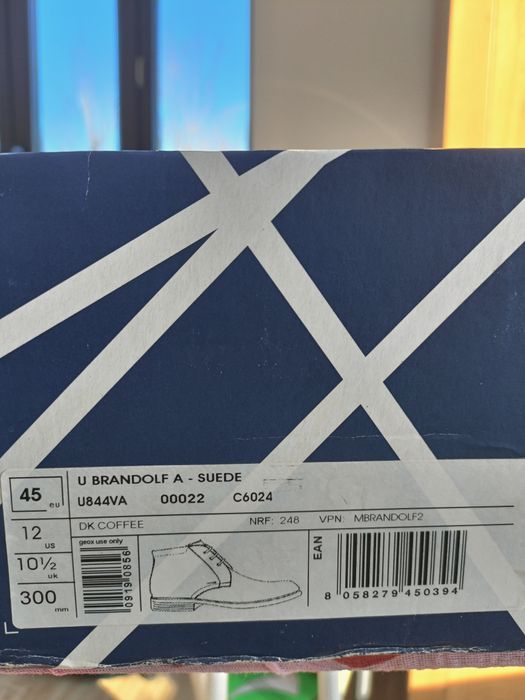 45 eu
U BRANDOLF A - SUEDE
U844VA 00022 C6024
12 US
DK COFFEE NRF: 248 VPN: MBRANDOLF2
geox use only
10½ uk
09190856
EAN
300 mm
8 058279 450394